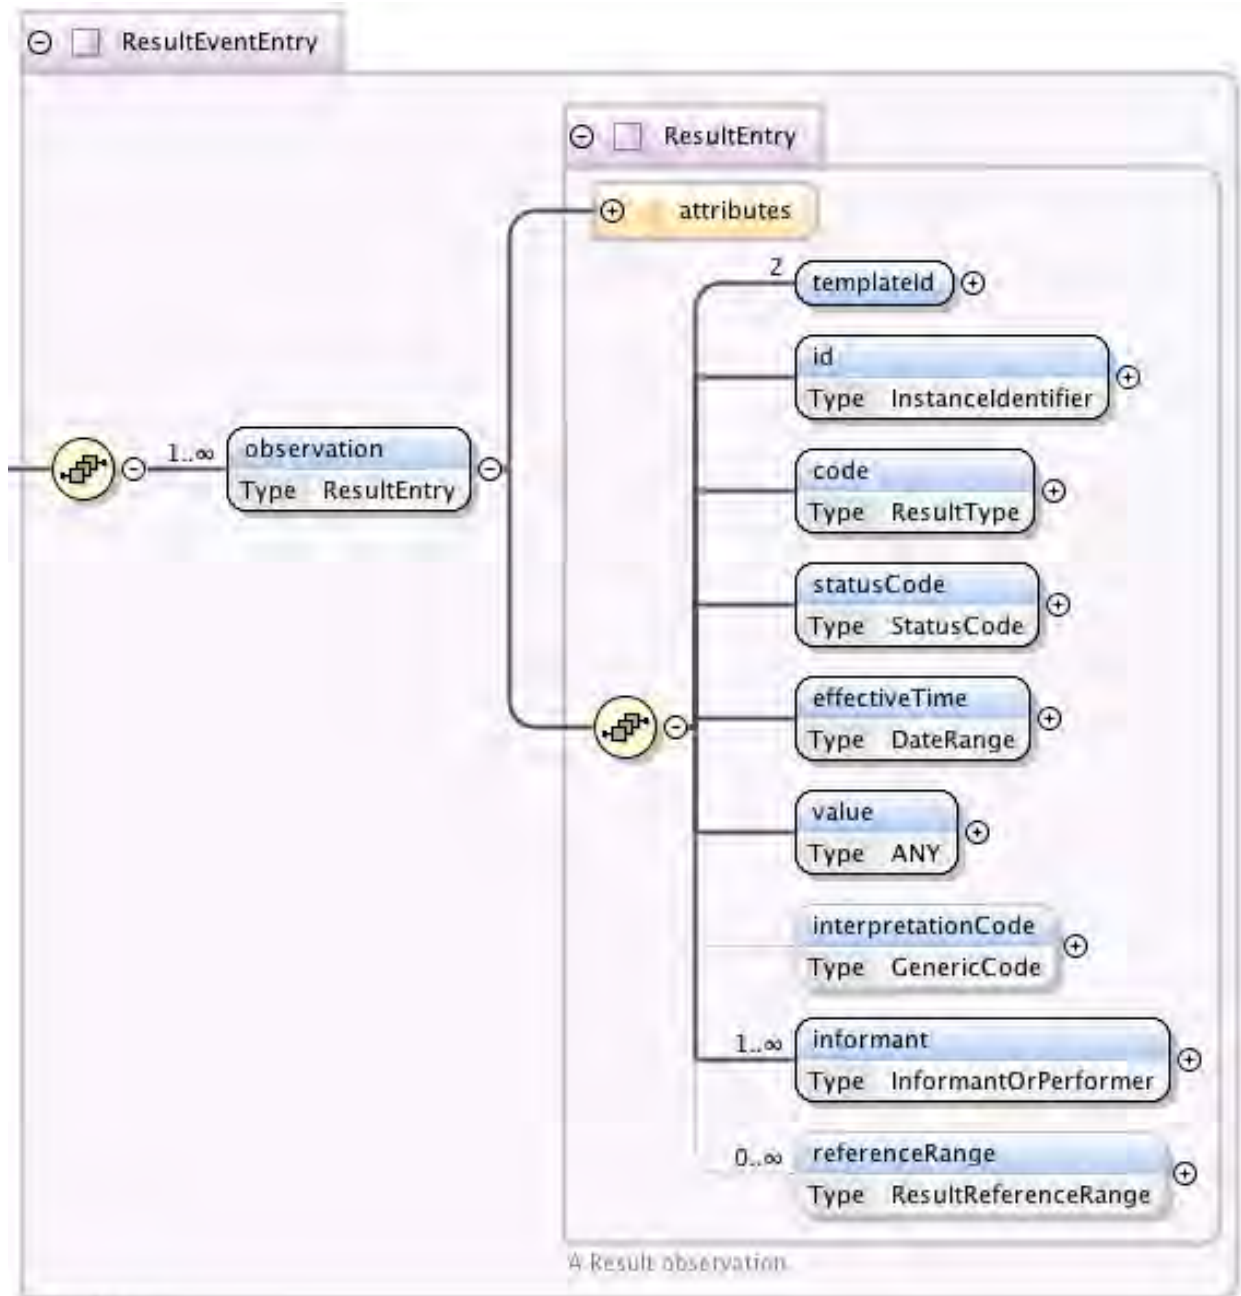 ResultEventEntry
ResultEntry
attributes
2
templateId
id
Type InstanceIdentifier
code
Type ResultType
1..∞
observation
Type ResultEntry
statusCode
Type StatusCode
effectiveTime
Type DateRange
value
Type ANY
interpretationCode
Type GenericCode
1..∞
informant
Type InformantOrPerformer
0..∞
referenceRange
Type ResultReferenceRange
A Result observation.